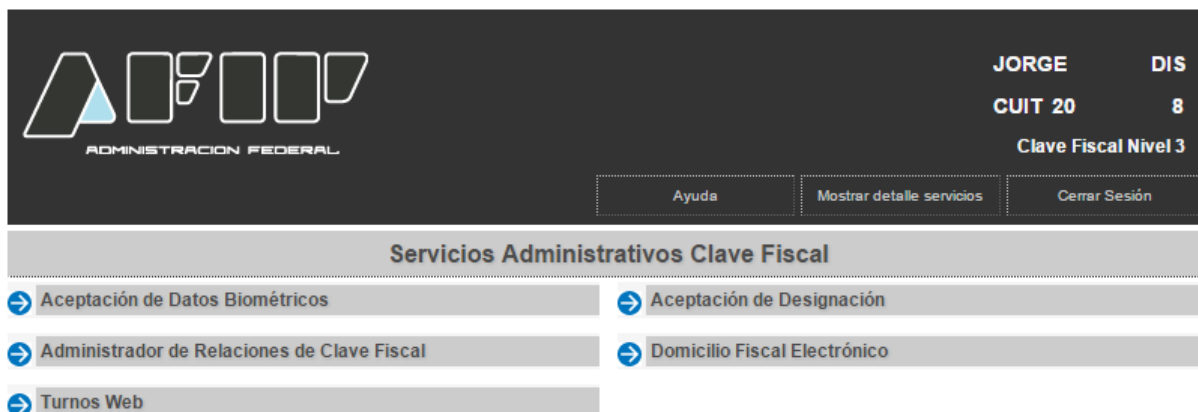 AFIP
ADMINISTRACION FEDERAL
JORGE DIS
CUIT 20 8
Clave Fiscal Nivel 3
Ayuda Mostrar detalle servicios Cerrar Sesión
Servicios Administrativos Clave Fiscal
Aceptación de Datos Biométricos Aceptación de Designación
Administrador de Relaciones de Clave Fiscal Domicilio Fiscal Electrónico
Turnos Web